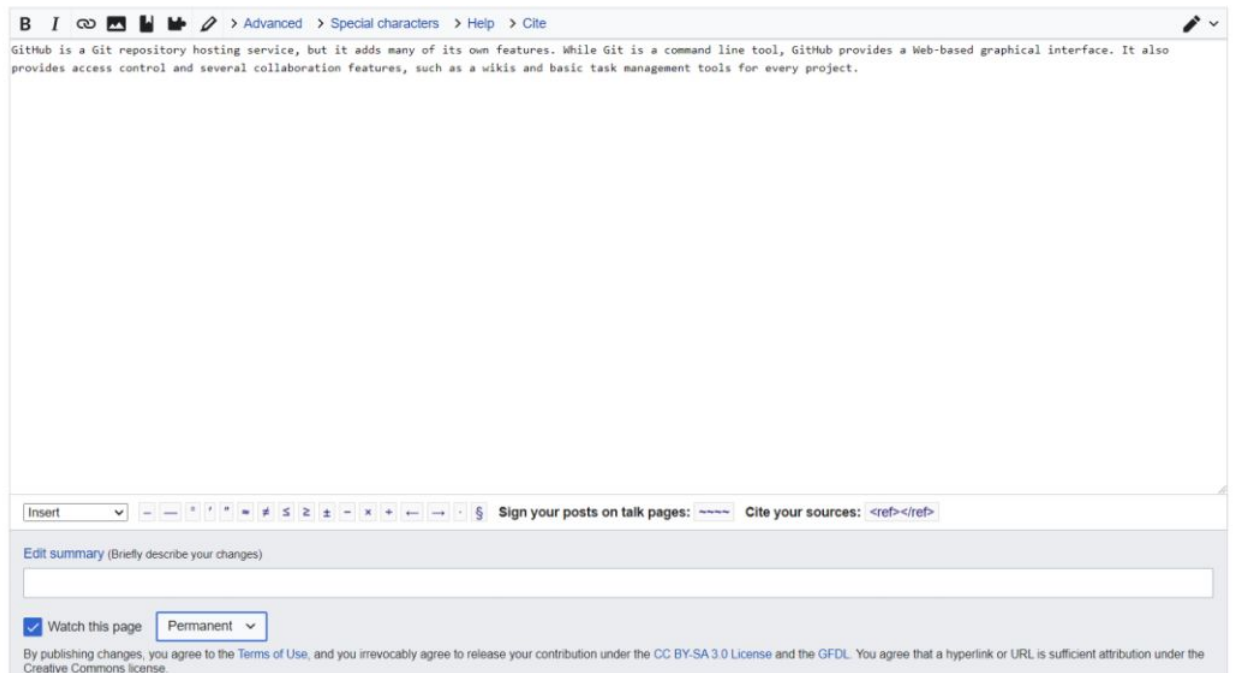 B I > Advanced > Special characters > Help > Cite
GitHub is a Git repository hosting service, but it adds many of its own features. While Git is a command line tool, GitHub provides a Web-based graphical interface. It also
provides access control and several collaboration features, such as a wikis and basic task management tools for every project.
Insert – — ° ′ ″ ≈ ≠ ≤ ≥ ± − × ÷ ← → · § Sign your posts on talk pages: ~~~~ Cite your sources: <ref></ref>
Edit summary (Briefly describe your changes)
Watch this page Permanent
By publishing changes, you agree to the Terms of Use, and you irrevocably agree to release your contribution under the CC BY-SA 3.0 License and the GFDL. You agree that a hyperlink or URL is sufficient attribution under the
Creative Commons license.